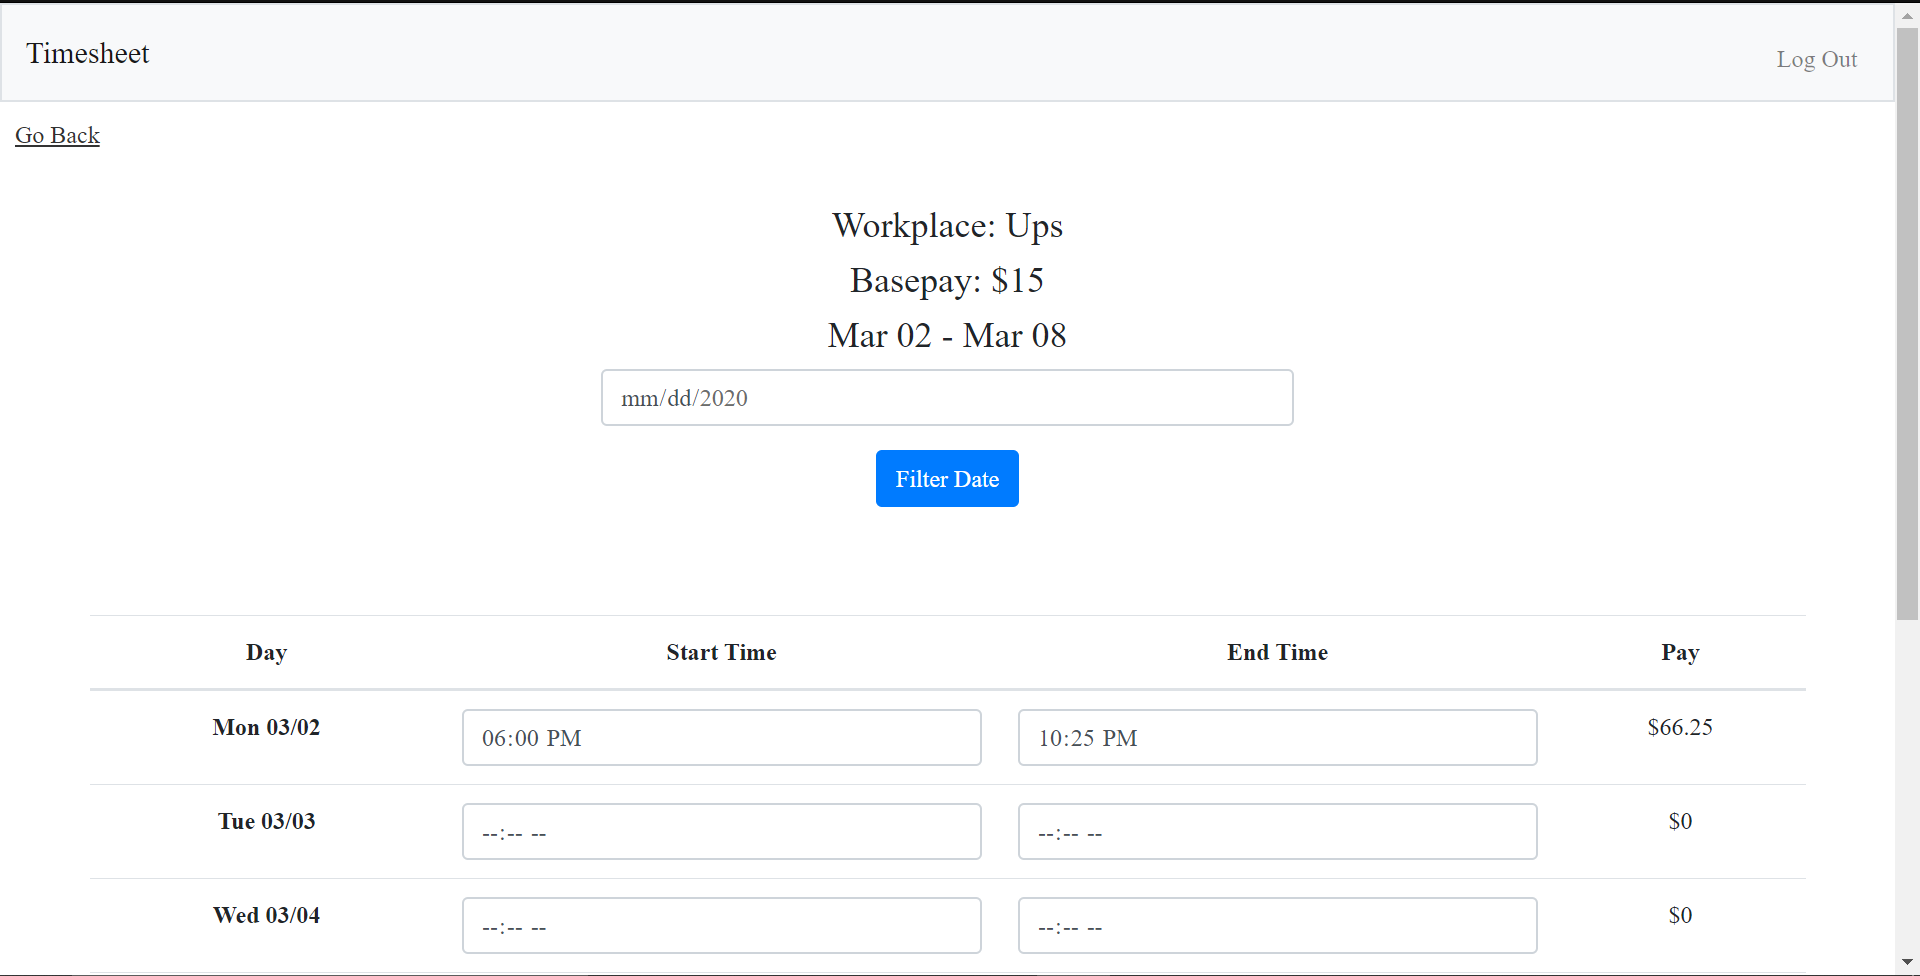 Timesheet
Log Out
Go Back
Workplace: Ups
Basepay: $15
Mar 02 - Mar 08
mm/dd/2020
Filter Date
Day Start Time End Time Pay
Mon 03/02 06:00 PM 10:25 PM $66.25
Tue 03/03 --:-- -- --:-- -- $0
Wed 03/04 --:-- -- --:-- -- $0